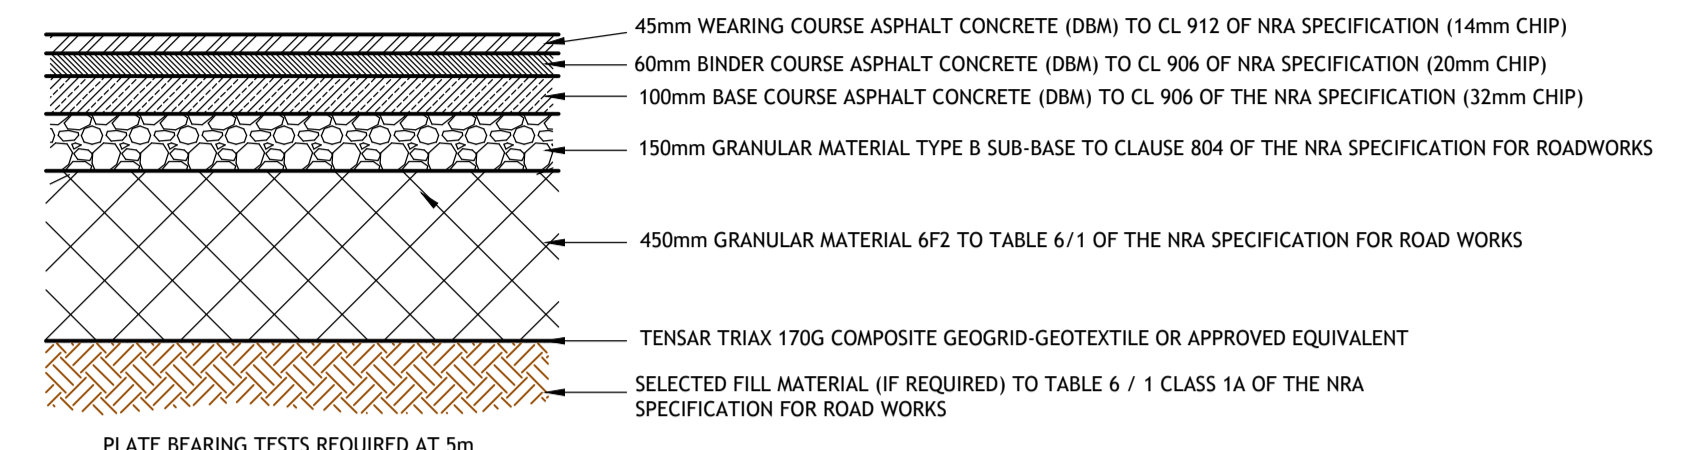 45mm WEARING COURSE ASPHALT CONCRETE (DBM) TO CL 912 OF NRA SPECIFICATION (14mm CHIP)
60mm BINDER COURSE ASPHALT CONCRETE (DBM) TO CL 906 OF NRA SPECIFICATION (20mm CHIP)
100mm BASE COURSE ASPHALT CONCRETE (DBM) TO CL 906 OF THE NRA SPECIFICATION (32mm CHIP)
150mm GRANULAR MATERIAL TYPE B SUB-BASE TO CLAUSE 804 OF THE NRA SPECIFICATION FOR ROADWORKS
450mm GRANULAR MATERIAL 6F2 TO TABLE 6/1 OF THE NRA SPECIFICATION FOR ROAD WORKS
TENSAR TRIAX 170G COMPOSITE GEOGRID-GEOTEXTILE OR APPROVED EQUIVALENT
SELECTED FILL MATERIAL (IF REQUIRED) TO TABLE 6 / 1 CLASS 1A OF THE NRA
SPECIFICATION FOR ROAD WORKS
PLATE BEARING TESTS REQUIRED AT 5m